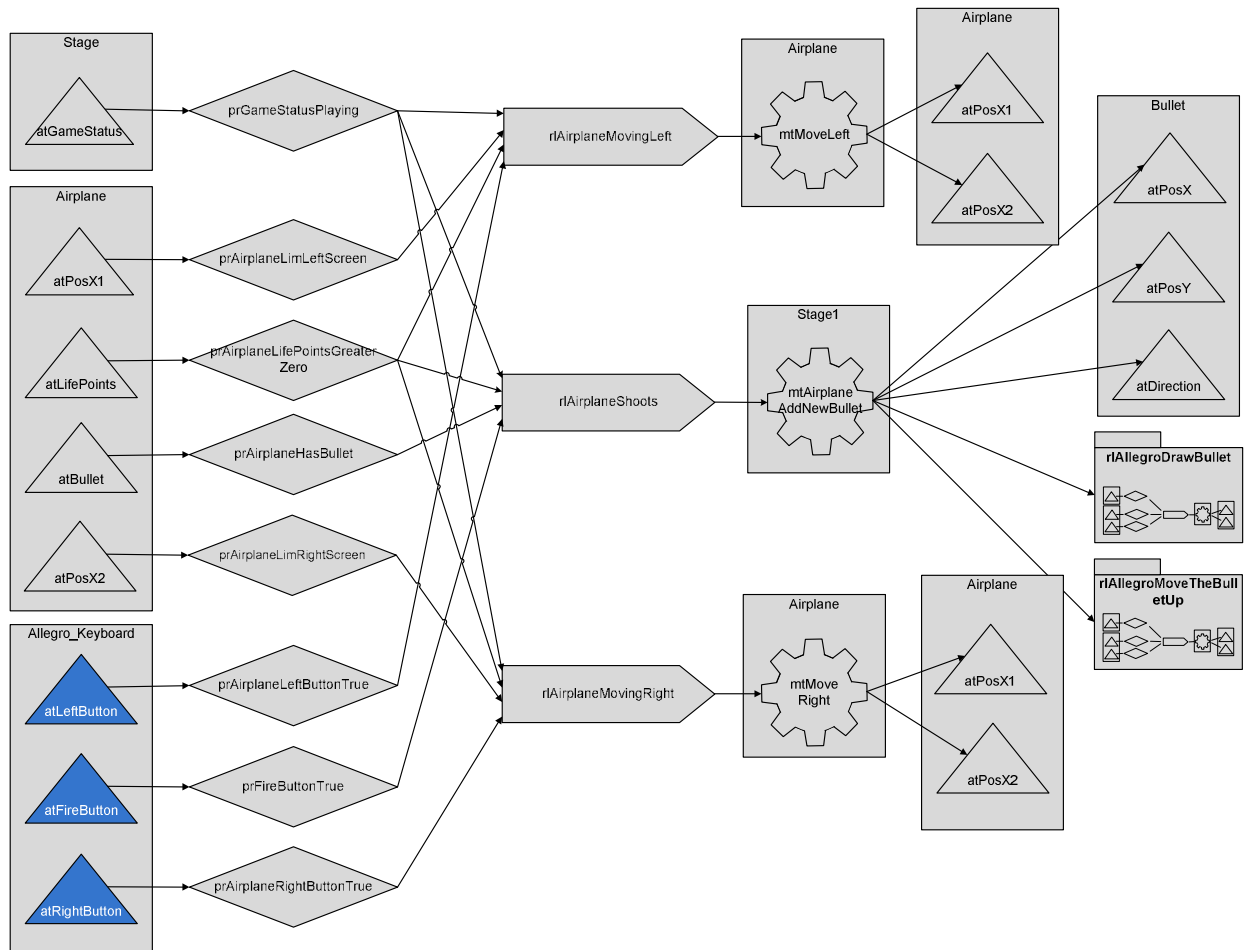 Stage
atGameStatus
prGameStatusPlaying
Airplane
atPosX1
prAirplaneLimLeftScreen
atLifePoints
prAirplaneLifePointsGreater
Zero
atBullet
prAirplaneHasBullet
atPosX2
prAirplaneLimRightScreen
Allegro_Keyboard
atLeftButton
prAirplaneLeftButtonTrue
atFireButton
prFireButtonTrue
atRightButton
prAirplaneRightButtonTrue
rlAirplaneMovingLeft
Airplane
mtMoveLeft
Airplane
atPosX1
atPosX2
rlAirplaneShoots
Stage1
mtAirplane
AddNewBullet
Bullet
atPosX
atPosY
atDirection
rlAllegroDrawBullet
rlAllegroMoveTheBull
etUp
rlAirplaneMovingRight
Airplane
mtMove
Right
Airplane
atPosX1
atPosX2